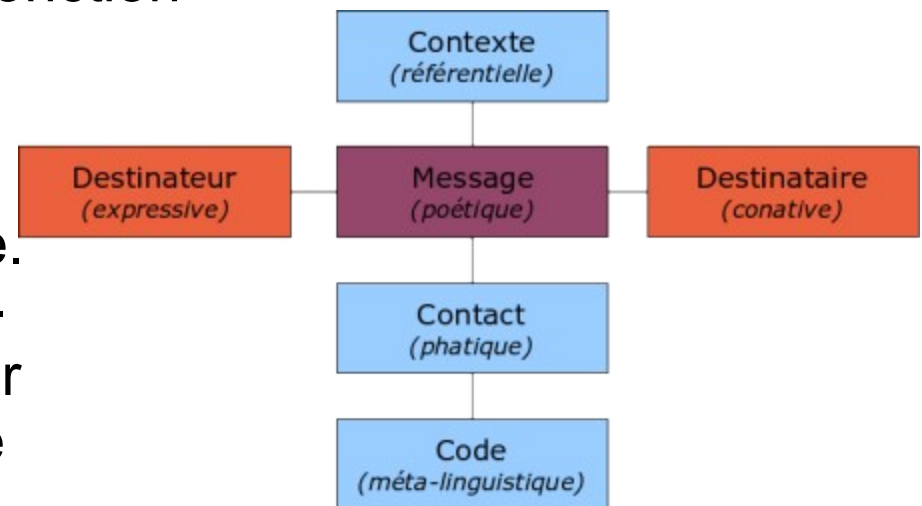 Contexte
(référentielle)
Destinateur
(expressive)
Message
(poétique)
Destinataire
(conative)
Contact
(phatique)
Code
(méta-linguistique)